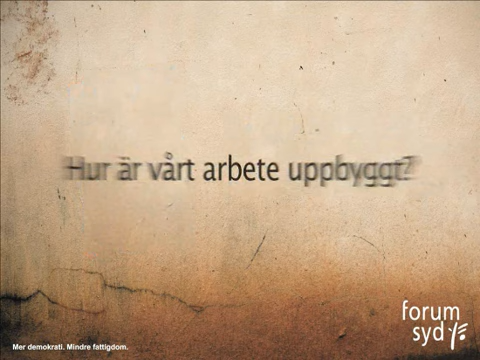 Hur är vårt arbete uppbyggt?
forum
syd
Mer demokrati. Mindre fattigdom.